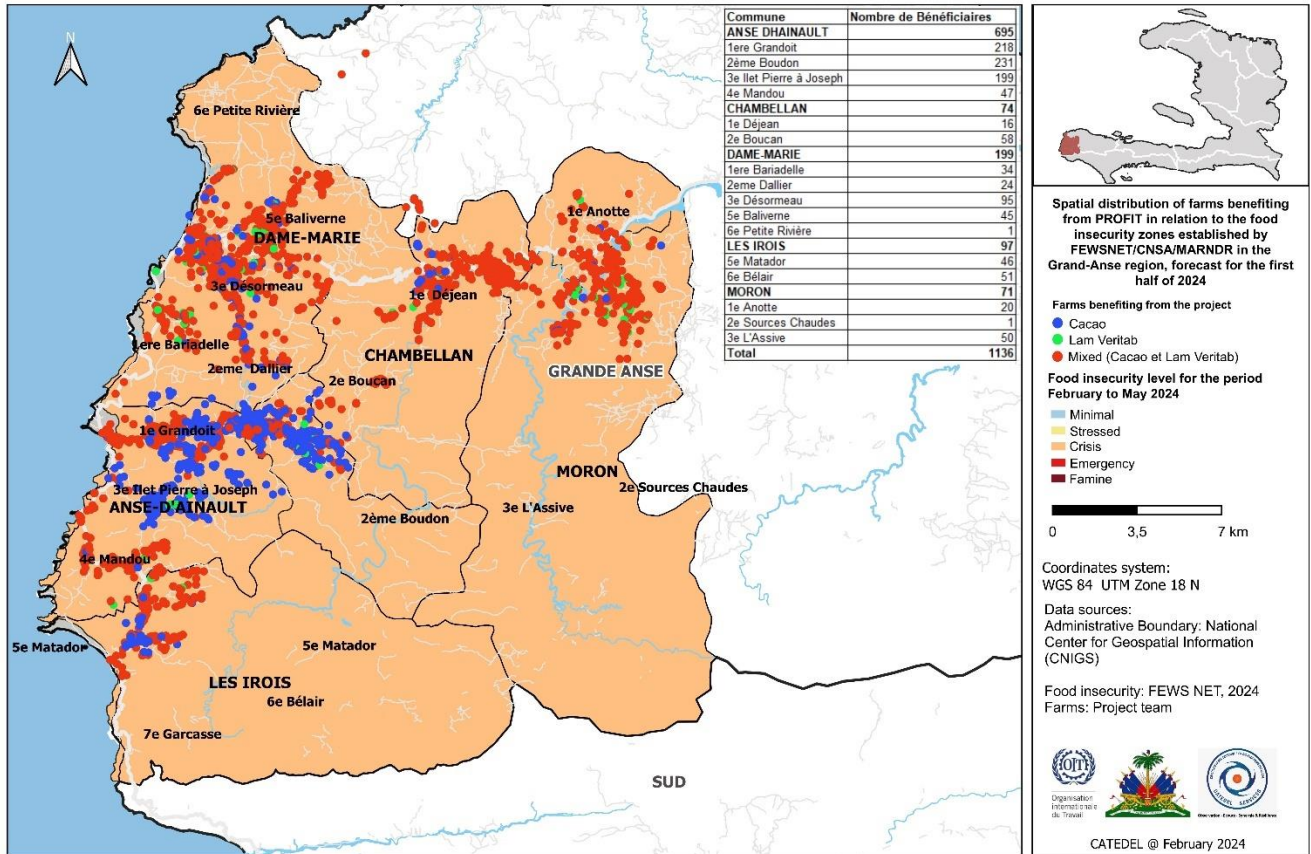 N
6e Petite Rivière
5e Baliverne
DAME-MARIE
3e Désormeau
1ere Bariadelle
2eme Dallier
1e Anotte
1e Déjean
CHAMBELLAN
2e Boucan
GRANDE ANSE
1e Grandoit
MORON
2e Sources Chaudes
3e Ilet Pierre à Joseph
ANSE-D'AINAULT
3e L'Assive
2ème Boudon
4e Mandou
5e Matador
5e Matador
LES IROIS
6e Bélair
7e Garcasse
SUD
Commune Nombre de Bénéficiaires
ANSE DHAINAULT 695
1ere Grandoit 218
2ème Boudon 231
3e Ilet Pierre à Joseph 199
4e Mandou 47
CHAMBELLAN 74
1e Déjean 16
2e Boucan 58
DAME-MARIE 199
1ere Bariadelle 34
2eme Dallier 24
3e Désormeau 95
5e Baliverne 45
6e Petite Rivière 1
LES IROIS 97
5e Matador 46
6e Bélair 51
MORON 71
1e Anotte 20
2e Sources Chaudes 1
3e L'Assive 50
Total 1136
Spatial distribution of farms benefiting
from PROFIT in relation to the food
insecurity zones established by
FEWSNET/CNSA/MARNDR in the
Grand-Anse region, forecast for the first
half of 2024
Farms benefiting from the project
Cacao
Lam Veritab
Mixed (Cacao et Lam Veritab)
Food insecurity level for the period
February to May 2024
Minimal
Stressed
Crisis
Emergency
Famine
0 3,5 7 km
Coordinates system:
WGS 84 UTM Zone 18 N
Data sources:
Administrative Boundary: National
Center for Geospatial Information
(CNIGS)
Food insecurity: FEWS NET, 2024
Farms: Project team
Organisation
internationale
du Travail
CATEDEL @ February 2024